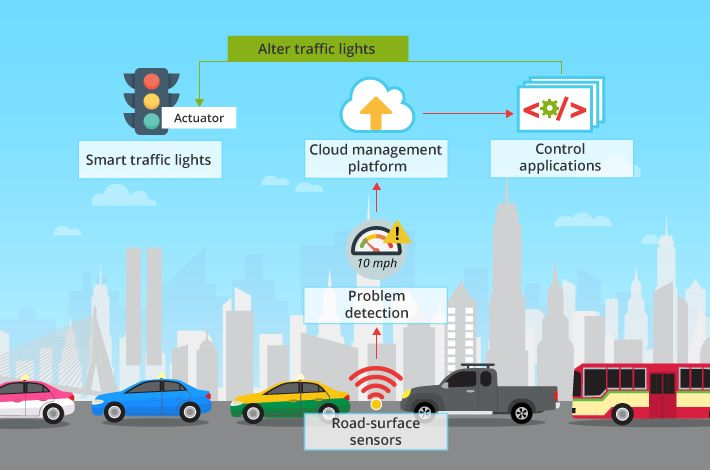 Alter traffic lights
Actuator
Smart traffic lights
Cloud management
platform
</>
Control
applications
!
10 mph
Problem
detection
Road-surface
sensors